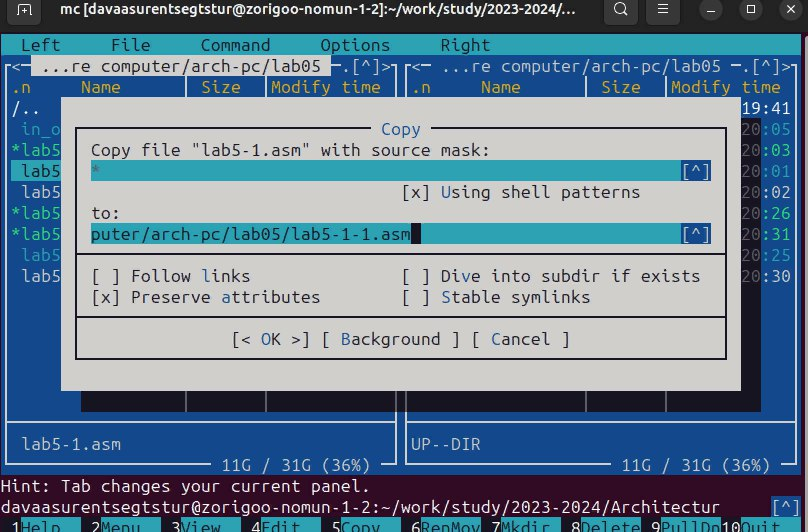 mc [davaasurentsegtstur@zorigoo-nomun-1-2]:~/work/study/2023-2024/...
Left File Command Options Right
<─ ...re computer/arch-pc/lab05 ─.[^]> <─ ...re computer/arch-pc/lab05 ─.[^]>
.n Name Size Modify time .n Name Size Modify time
/.. 19:41
in_o 20:05
*lab5 20:03
lab5 20:01
lab5 20:02
*lab5 20:26
*lab5 20:31
lab5 20:25
lab5 20:30
Copy
Copy file "lab5-1.asm" with source mask:
* [^]
[x] Using shell patterns
to:
puter/arch-pc/lab05/lab5-1-1.asm [^]
[ ] Follow links [ ] Dive into subdir if exists
[x] Preserve attributes [ ] Stable symlinks
[< OK >] [ Background ] [ Cancel ]
lab5-1.asm UP--DIR
11G / 31G (36%) 11G / 31G (36%)
Hint: Tab changes your current panel.
davaasurentsegtstur@zorigoo-nomun-1-2:~/work/study/2023-2024/Architectur [^]
1Help 2Menu 3View 4Edit 5Copy 6RenMov 7Mkdir 8Delete 9PullDn 10Quit